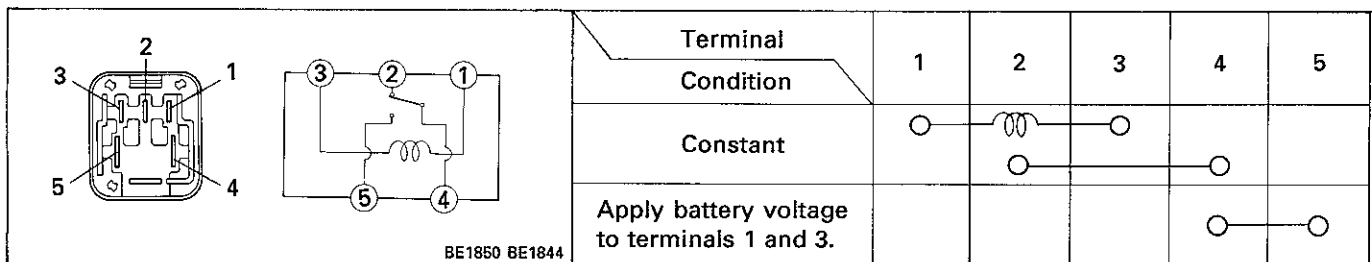 2
3
1
5
4
3 2 1
5 4
BE1850 BE1844
Terminal
Condition
1 2 3 4 5
Constant
Apply battery voltage
to terminals 1 and 3.